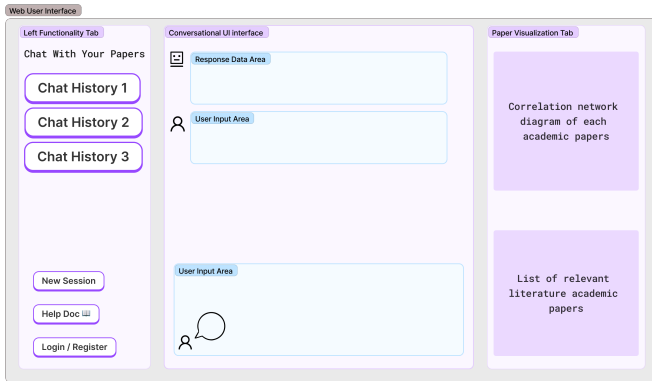 Web User Interface
Left Functionality Tab
Chat With Your Papers
Chat History 1
Chat History 2
Chat History 3
New Session
Help Doc
Login / Register
Conversational UI interface
Response Data Area
User Input Area
User Input Area
Paper Visualization Tab
Correlation network
diagram of each
academic papers
List of relevant
literature academic
papers